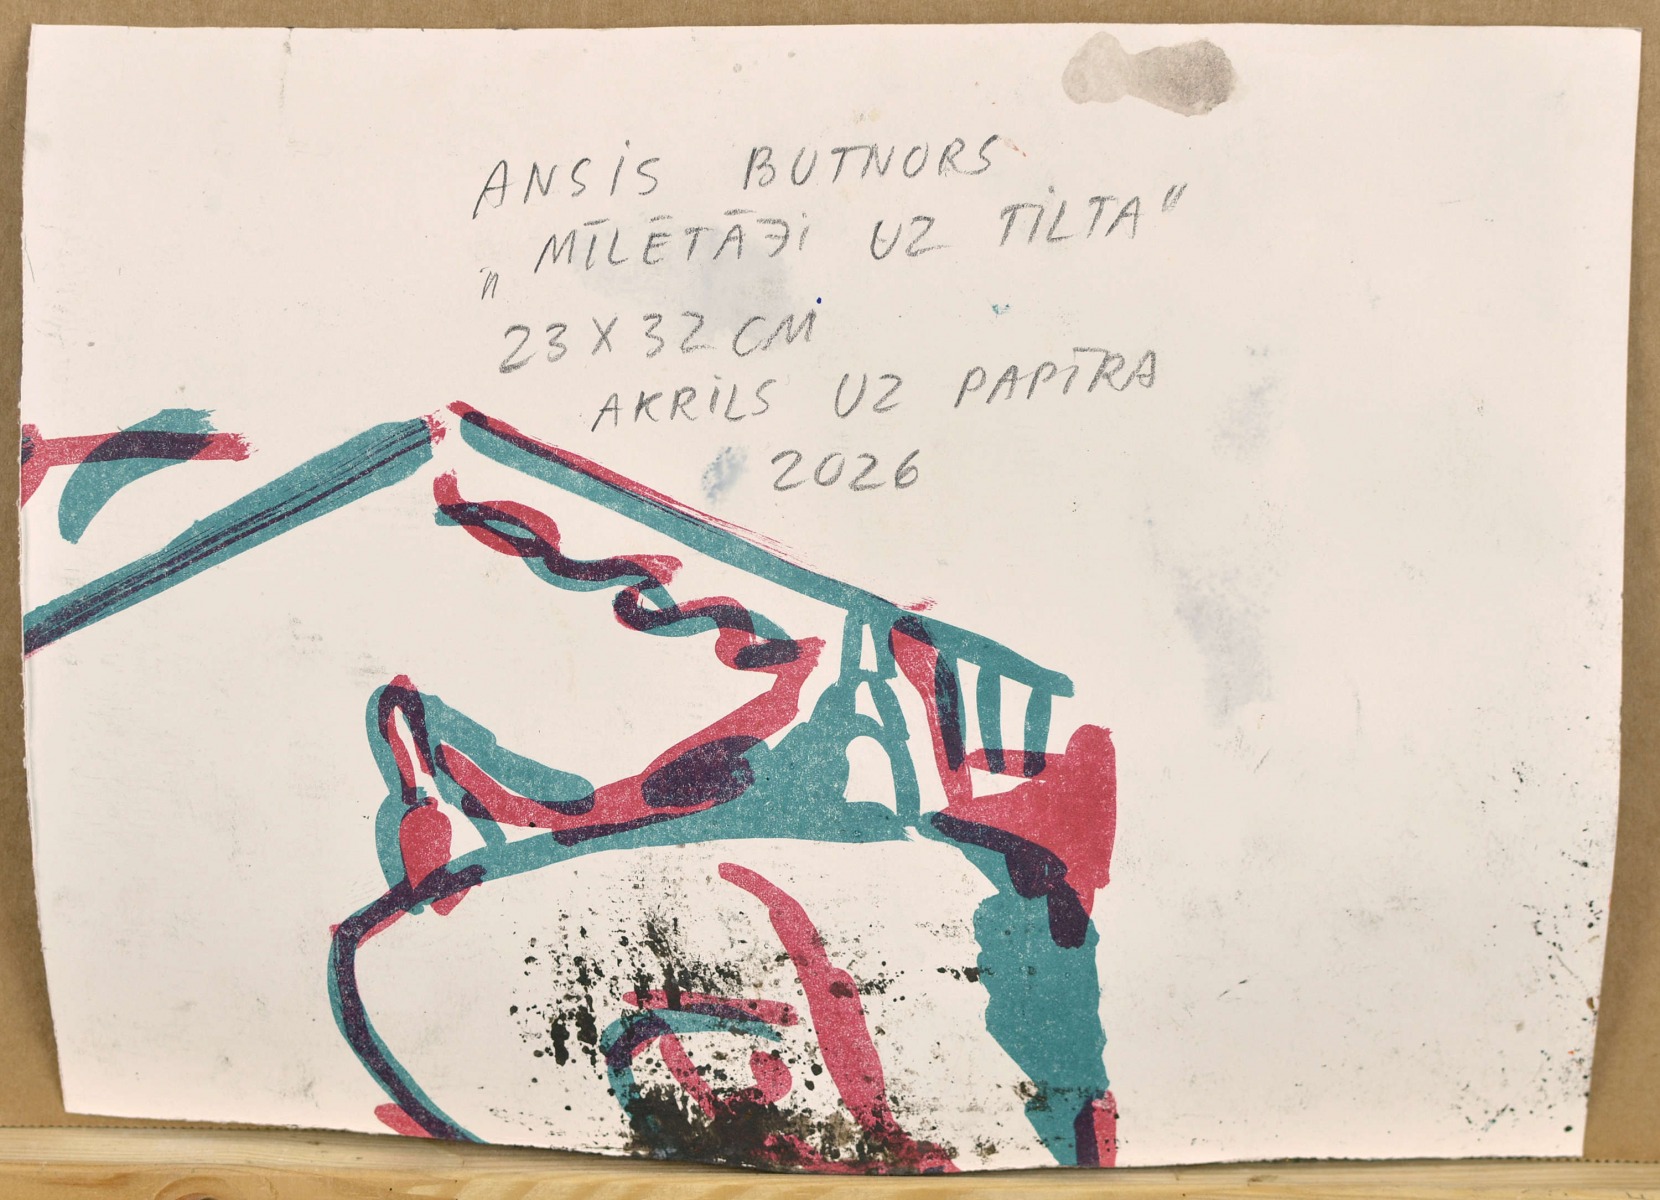 ANSIS BUTNORS
„MĪLĒTĀJI UZ TILTA"
23 X 32 CM
AKRILS UZ PAPĪRA
2026